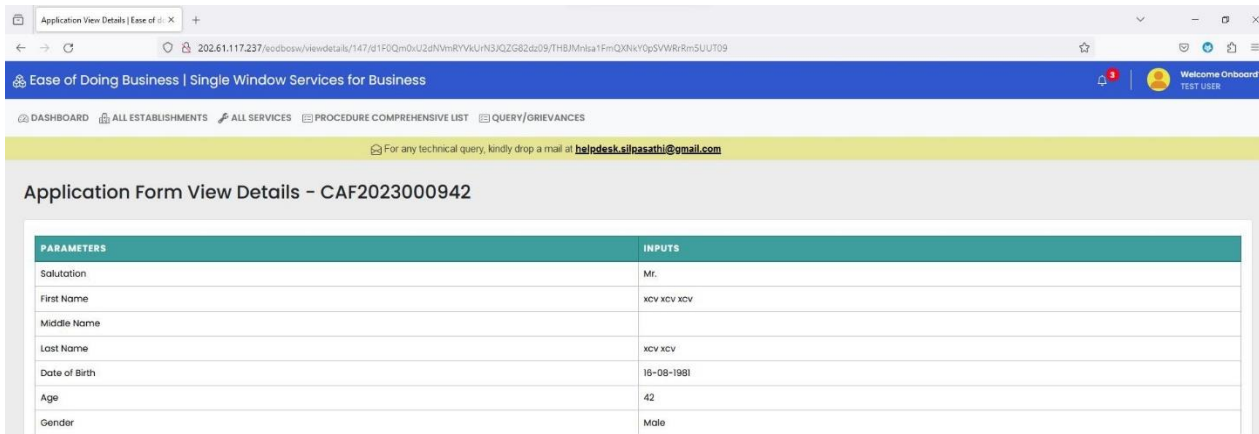 Application View Details | Ease of do
202.61.117.237/eodbosw/viewdetails/147/
Ease of Doing Business | Single Window Services for Business
3
Welcome Onboard!
TEST USER
DASHBOARD ALL ESTABLISHMENTS ALL SERVICES PROCEDURE COMPREHENSIVE LIST QUERY/GRIEVANCES
For any technical query, kindly drop a mail at helpdesk.silpasathi@gmail.com
Application Form View Details - CAF2023000942
PARAMETERS INPUTS
Salutation Mr.
First Name xcv xcv xcv
Middle Name
Last Name xcv xcv
Date of Birth 16-08-1981
Age 42
Gender Male